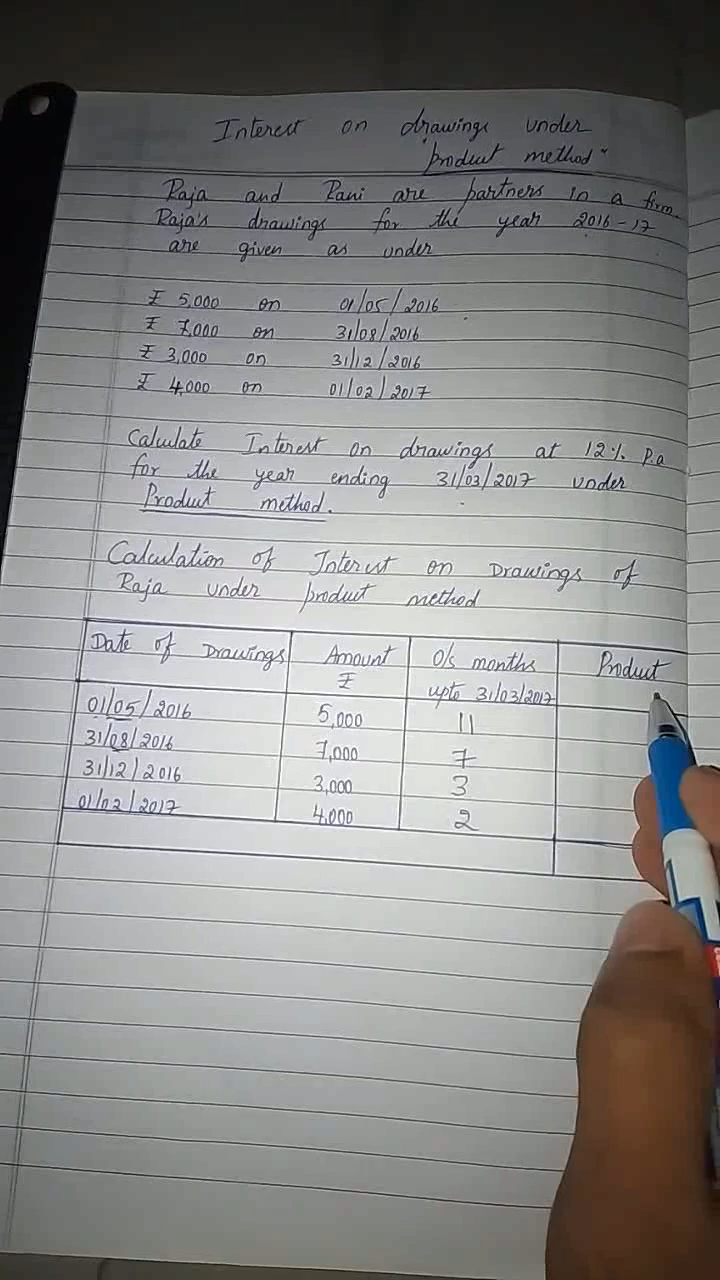 Interest on drawings under
"product method"
Raja and Rani are partners in a firm.
Raja's drawings for the year 2016-17
are given as under
₹ 5,000 on 01/05/2016
₹ 7,000 on 31/08/2016
₹ 3,000 on 31/12/2016
₹ 4,000 on 01/02/2017
Calculate Interest on drawings at 12% P.a
for the year ending 31/03/2017 under
Product method.
Calculation of Interest on Drawings of
Raja under product method
Date of Drawings Amount ₹ O/s months upto 31/03/2017 Product
01/05/2016 5,000 11
31/08/2016 7,000 7
31/12/2016 3,000 3
01/02/2017 4,000 2